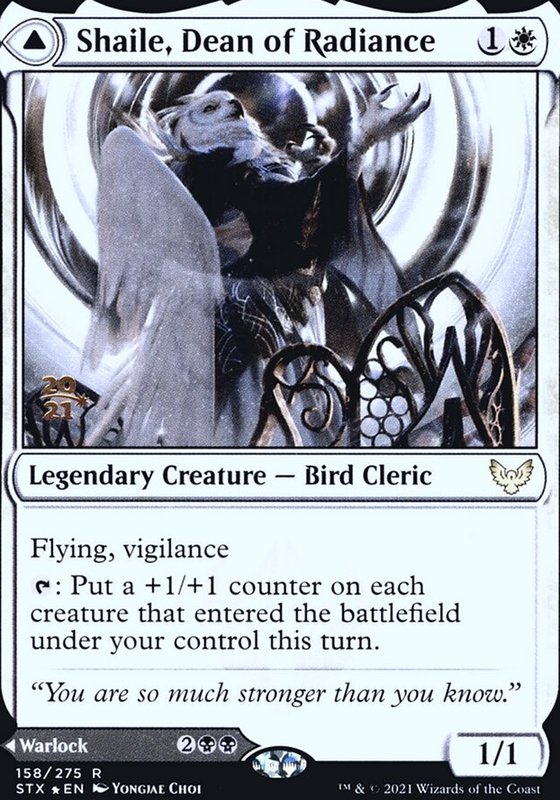 Shaile, Dean of Radiance 1
20
21
Legendary Creature — Bird Cleric
Flying, vigilance
: Put a +1/+1 counter on each
creature that entered the battlefield
under your control this turn.
“You are so much stronger than you know.”
Warlock 2
1/1
158/275 R
STX ★ EN Yongjae Choi
™ & © 2021 Wizards of the Coast